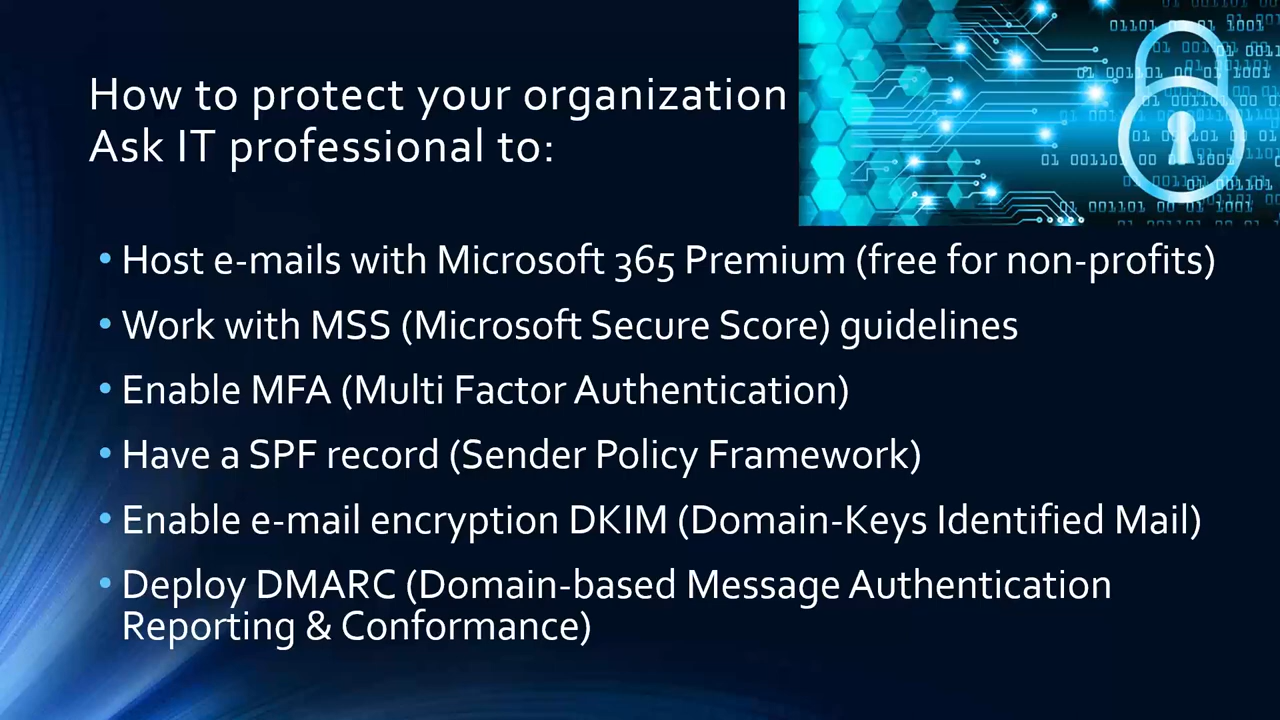 How to protect your organization
Ask IT professional to:
• Host e-mails with Microsoft 365 Premium (free for non-profits)
• Work with MSS (Microsoft Secure Score) guidelines
• Enable MFA (Multi Factor Authentication)
• Have a SPF record (Sender Policy Framework)
• Enable e-mail encryption DKIM (Domain-Keys Identified Mail)
• Deploy DMARC (Domain-based Message Authentication
Reporting & Conformance)